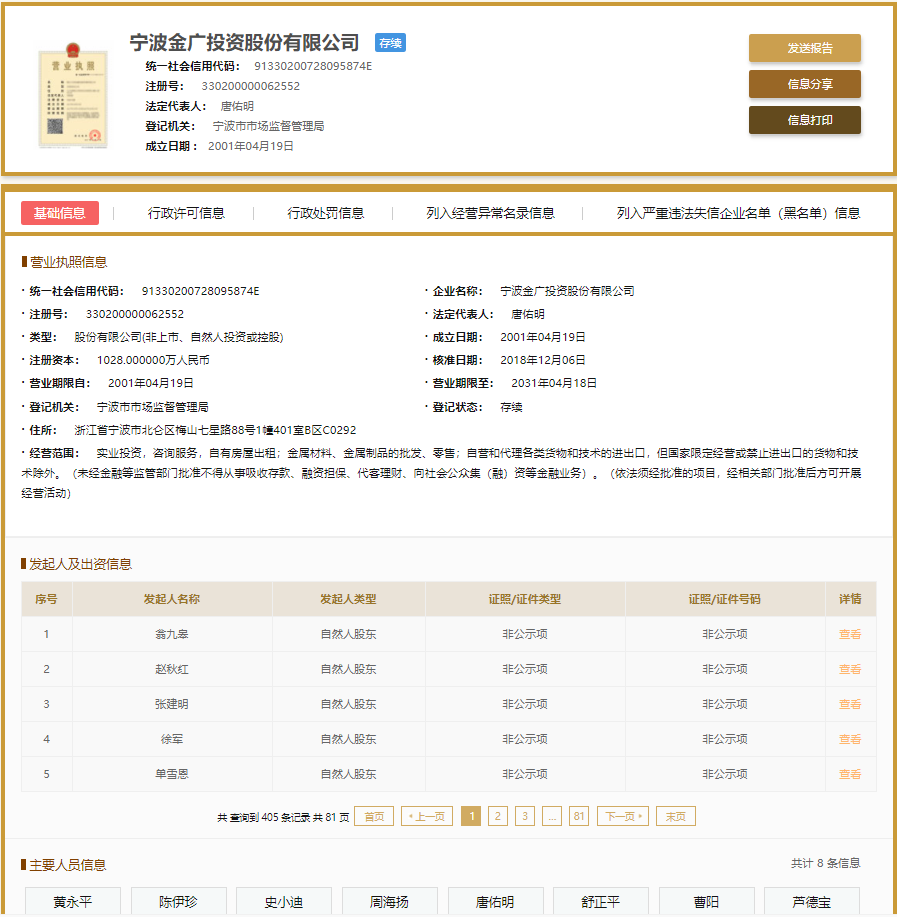 宁波金广投资股份有限公司 存续
统一社会信用代码： 91330200728095874E
注册号： 330200000062552
法定代表人： 唐佑明
登记机关： 宁波市市场监督管理局
成立日期： 2001年04月19日
营业执照
发送报告
信息分享
信息打印
基础信息 行政许可信息 行政处罚信息 列入经营异常名录信息 列入严重违法失信企业名单（黑名单）信息
营业执照信息
· 统一社会信用代码： 91330200728095874E
· 企业名称： 宁波金广投资股份有限公司
· 注册号： 330200000062552
· 法定代表人： 唐佑明
· 类型： 股份有限公司(非上市、自然人投资或控股)
· 成立日期： 2001年04月19日
· 注册资本： 1028.000000万人民币
· 核准日期： 2018年12月06日
· 营业期限自： 2001年04月19日
· 营业期限至： 2031年04月18日
· 登记机关： 宁波市市场监督管理局
· 登记状态： 存续
· 住所： 浙江省宁波市北仑区梅山七星路88号1幢401室B区C0292
· 经营范围： 实业投资，咨询服务，自有房屋出租；金属材料、金属制品的批发、零售；自营和代理各类货物和技术的进出口，但国家限定经营或禁止进出口的货物和技
术除外。（未经金融等监管部门批准不得从事吸收存款、融资担保、代客理财、向社会公众集（融）资等金融业务）。（依法须经批准的项目，经相关部门批准后方可开展
经营活动）
发起人及出资信息
序号 发起人名称 发起人类型 证照/证件类型 证照/证件号码 详情
1 翁九皋 自然人股东 非公示项 非公示项 查看
2 赵秋红 自然人股东 非公示项 非公示项 查看
3 张建明 自然人股东 非公示项 非公示项 查看
4 徐军 自然人股东 非公示项 非公示项 查看
5 单雪恩 自然人股东 非公示项 非公示项 查看
共 查询到 405 条记录 共 81 页 首页 上一页 1 2 3 ... 81 下一页 末页
主要人员信息 共计 8 条信息
黄永平 陈伊珍 史小迪 周海扬 唐佑明 舒正平 曹阳 芦德宝